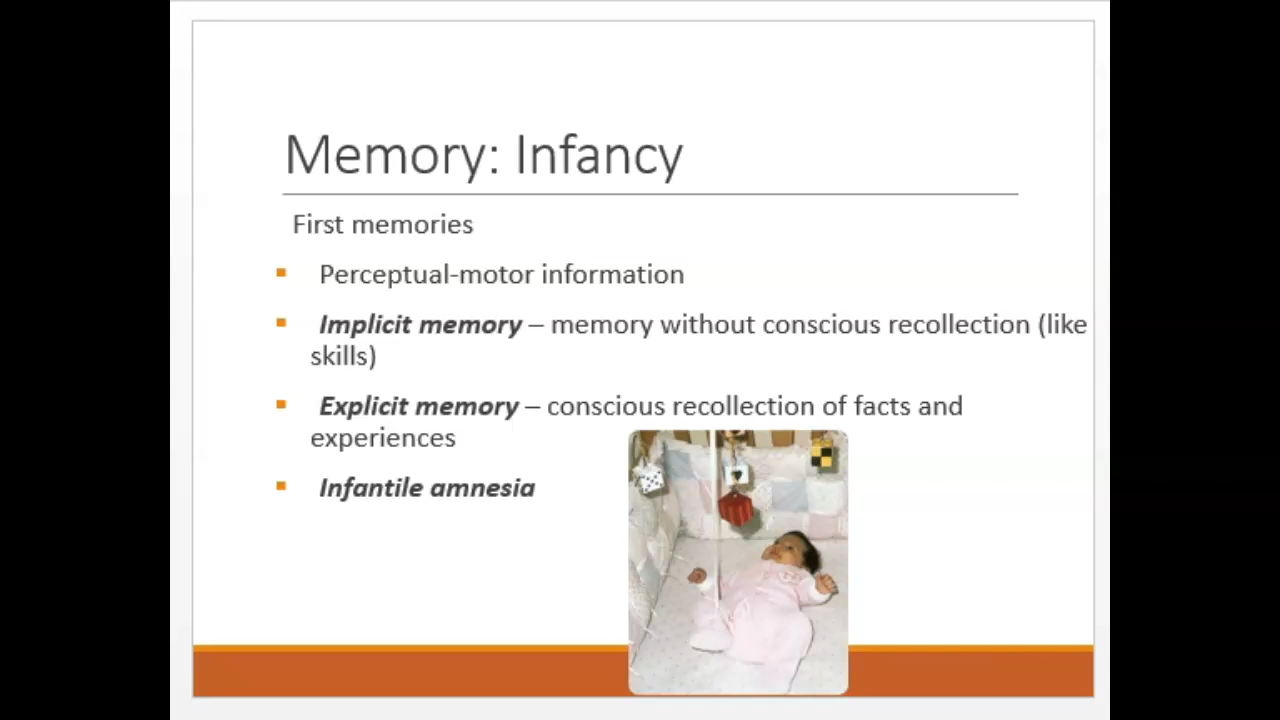 Memory: Infancy
First memories
Perceptual-motor information
Implicit memory – memory without conscious recollection (like
skills)
Explicit memory – conscious recollection of facts and
experiences
Infantile amnesia